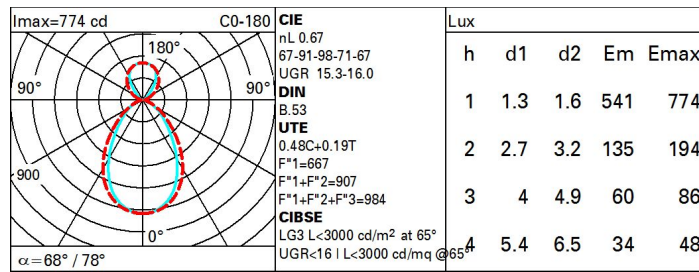 Imax=774 cd C0-180
180°
90° 90°
900
0°
α=68° / 78°
CIE
nL 0.67
67-91-98-71-67
UGR 15.3-16.0
DIN
B.53
UTE
0.48C+0.19T
F"1=667
F"1+F"2=907
F"1+F"2+F"3=984
CIBSE
LG3 L<3000 cd/m² at 65°
UGR<16 | L<3000 cd/mq @65°
Lux
h d1 d2 Em Emax
1 1.3 1.6 541 774
2 2.7 3.2 135 194
3 4 4.9 60 86
4 5.4 6.5 34 48